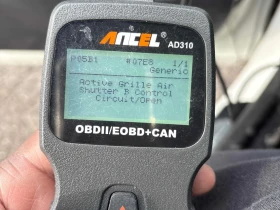 ANCEL
AD310
P05B1 $07E8 1/1
Generic
Active Grille Air
Shutter B Control
Circuit/Open
OBDII/EOBD+CAN